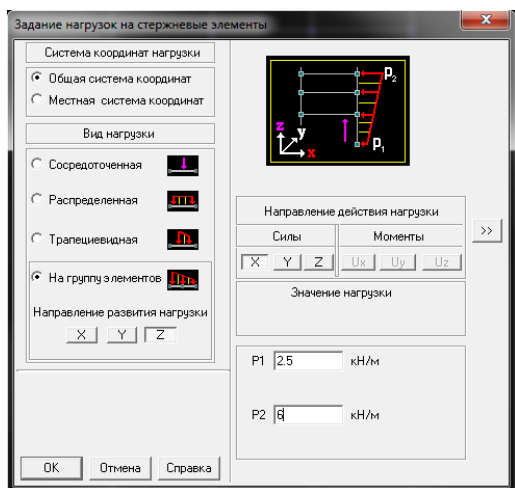 Задание нагрузок на стержневые элементы
Система координат нагрузки
Общая система координат
Местная система координат
Вид нагрузки
Сосредоточенная
Распределенная
Трапециевидная
На группу элементов
Направление развития нагрузки
X Y Z
P2
z
y
x
P1
Направление действия нагрузки
Силы Моменты
X Y Z Ux Uy Uz
>>
Значение нагрузки
P1 2.5 кН/м
P2 6 кН/м
OK Отмена Справка